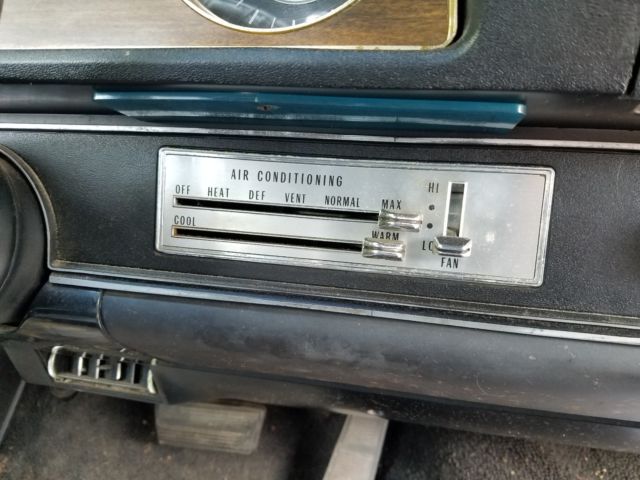 AIR CONDITIONING
HI
OFF HEAT DEF VENT NORMAL MAX
COOL WARM LO
FAN